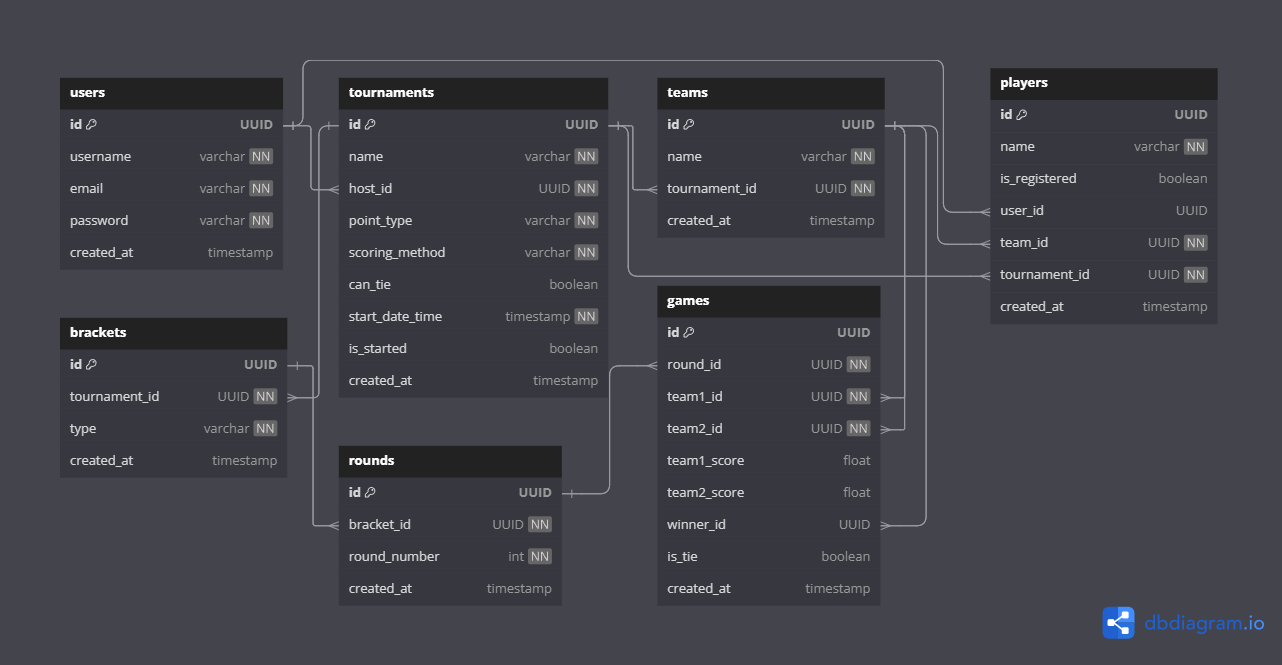 users
id UUID
username varchar NN
email varchar NN
password varchar NN
created_at timestamp
tournaments
id UUID
name varchar NN
host_id UUID NN
point_type varchar NN
scoring_method varchar NN
can_tie boolean
start_date_time timestamp NN
is_started boolean
created_at timestamp
teams
id UUID
name varchar NN
tournament_id UUID NN
created_at timestamp
players
id UUID
name varchar NN
is_registered boolean
user_id UUID
team_id UUID NN
tournament_id UUID NN
created_at timestamp
brackets
id UUID
tournament_id UUID NN
type varchar NN
created_at timestamp
rounds
id UUID
bracket_id UUID NN
round_number int NN
created_at timestamp
games
id UUID
round_id UUID NN
team1_id UUID NN
team2_id UUID NN
team1_score float
team2_score float
winner_id UUID
is_tie boolean
created_at timestamp
dbdiagram.io